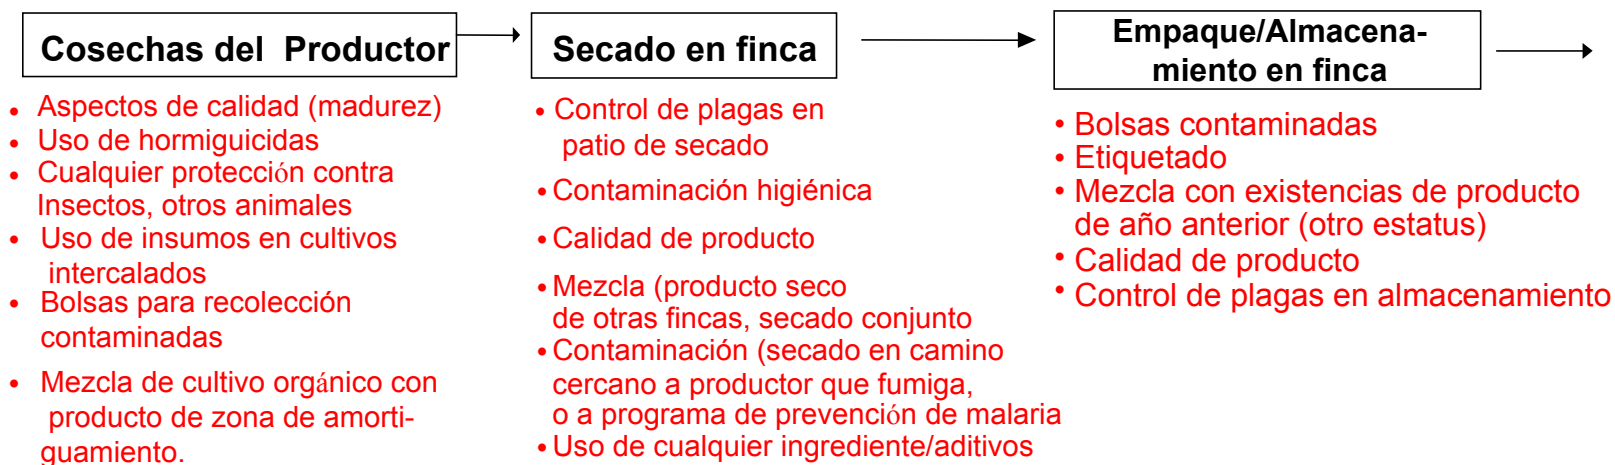 Cosechas del Productor
• Aspectos de calidad (madurez)
• Uso de hormiguicidas
• Cualquier protección contra
Insectos, otros animales
• Uso de insumos en cultivos
intercalados
• Bolsas para recolección
contaminadas
• Mezcla de cultivo orgánico con
producto de zona de amorti-
guamiento.
Secado en finca
• Control de plagas en
patio de secado
• Contaminación higiénica
• Calidad de producto
• Mezcla (producto seco
de otras fincas, secado conjunto
• Contaminación (secado en camino
cercano a productor que fumiga,
o a programa de prevención de malaria
• Uso de cualquier ingrediente/aditivos
Empaque/Almacena-
miento en finca
• Bolsas contaminadas
• Etiquetado
• Mezcla con existencias de producto
de año anterior (otro estatus)
• Calidad de producto
• Control de plagas en almacenamiento